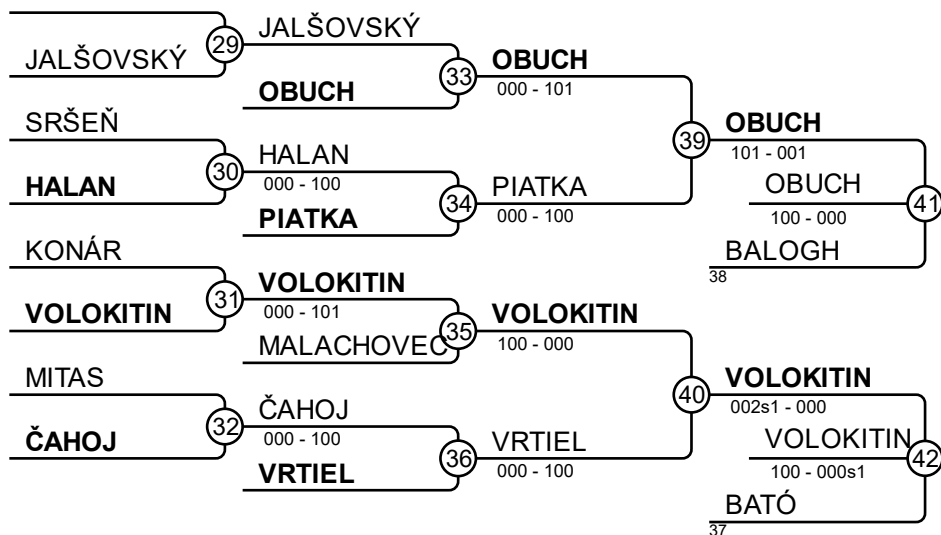 JALŠOVSKÝ
29
JALŠOVSKÝ
OBUCH
33
OBUCH
000 - 101
SRŠEŇ
HALAN
30
HALAN
000 - 100
PIATKA
34
PIATKA
000 - 100
39
OBUCH
101 - 001
OBUCH
100 - 000
41
BALOGH
38
KONÁR
VOLOKITIN
31
VOLOKITIN
000 - 101
MALACHOVEC
35
VOLOKITIN
100 - 000
MITAS
ČAHOJ
32
ČAHOJ
000 - 100
VRTIEL
36
VRTIEL
000 - 100
40
VOLOKITIN
002s1 - 000
VOLOKITIN
100 - 000s1
42
BATÓ
37